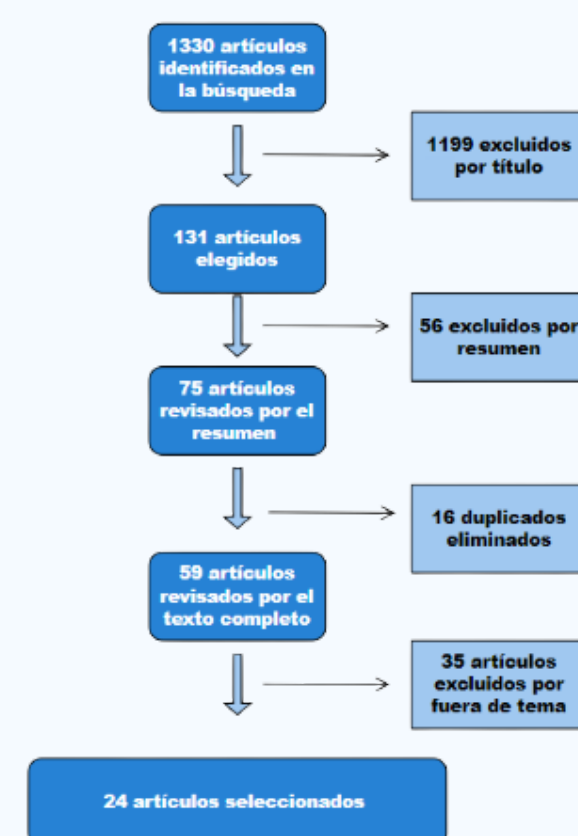 1330 artículos
identificados en
la búsqueda
1199 excluidos
por título
131 artículos
elegidos
56 excluidos por
resumen
75 artículos
revisados por el
resumen
16 duplicados
eliminados
59 artículos
revisados por el
texto completo
35 artículos
excluidos por
fuera de tema
24 artículos seleccionados